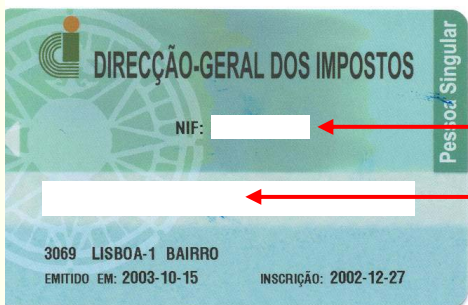 DIRECÇÃO-GERAL DOS IMPOSTOS
Pessoa Singular
NIF:
3069 LISBOA-1 BAIRRO
EMITIDO EM: 2003-10-15 INSCRIÇÃO: 2002-12-27